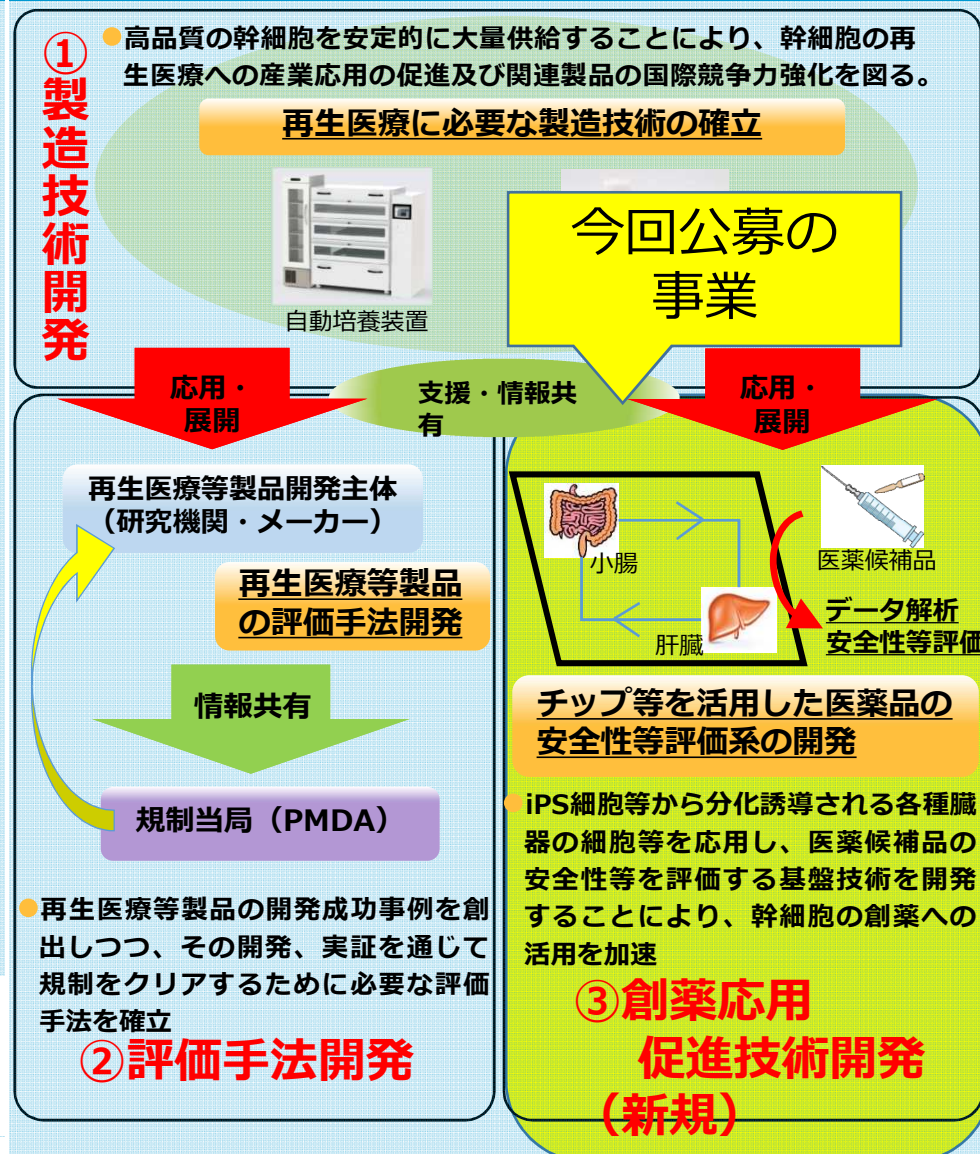 ①製造技術開発
●高品質の幹細胞を安定的に大量供給することにより、幹細胞の再
生医療への産業応用の促進及び関連製品の国際競争力強化を図る。
再生医療に必要な製造技術の確立
自動培養装置
今回公募の
事業
応用・
展開
支援・情報共
有
応用・
展開
再生医療等製品開発主体
（研究機関・メーカー）
再生医療等製品
の評価手法開発
情報共有
規制当局（PMDA）
●再生医療等製品の開発成功事例を創
出しつつ、その開発、実証を通じて
規制をクリアするために必要な評価
手法を確立
②評価手法開発
小腸
肝臓
医薬候補品
データ解析
安全性等評価
チップ等を活用した医薬品の
安全性等評価系の開発
●iPS細胞等から分化誘導される各種臓
器の細胞等を応用し、医薬候補品の
安全性等を評価する基盤技術を開発
することにより、幹細胞の創薬への
活用を加速
③創薬応用
促進技術開発
（新規）